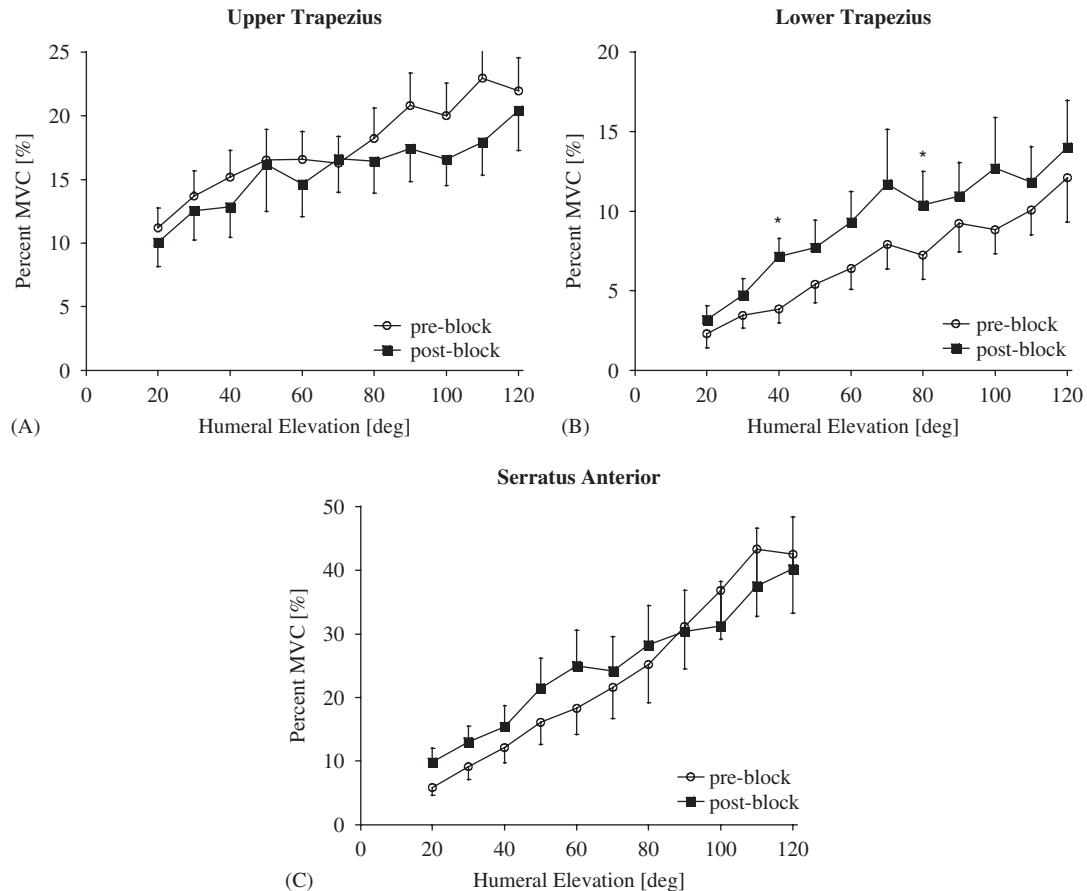 Upper Trapezius
25
20
15
10
5
0
Percent MVC [%]
pre-block
post-block
0 20 40 60 80 100 120
(A)
Humeral Elevation [deg]
Lower Trapezius
20
15
10
5
0
Percent MVC [%]
*
*
pre-block
post-block
0 20 40 60 80 100 120
(B)
Humeral Elevation [deg]
Serratus Anterior
50
40
30
20
10
0
Percent MVC [%]
pre-block
post-block
0 20 40 60 80 100 120
(C)
Humeral Elevation [deg]